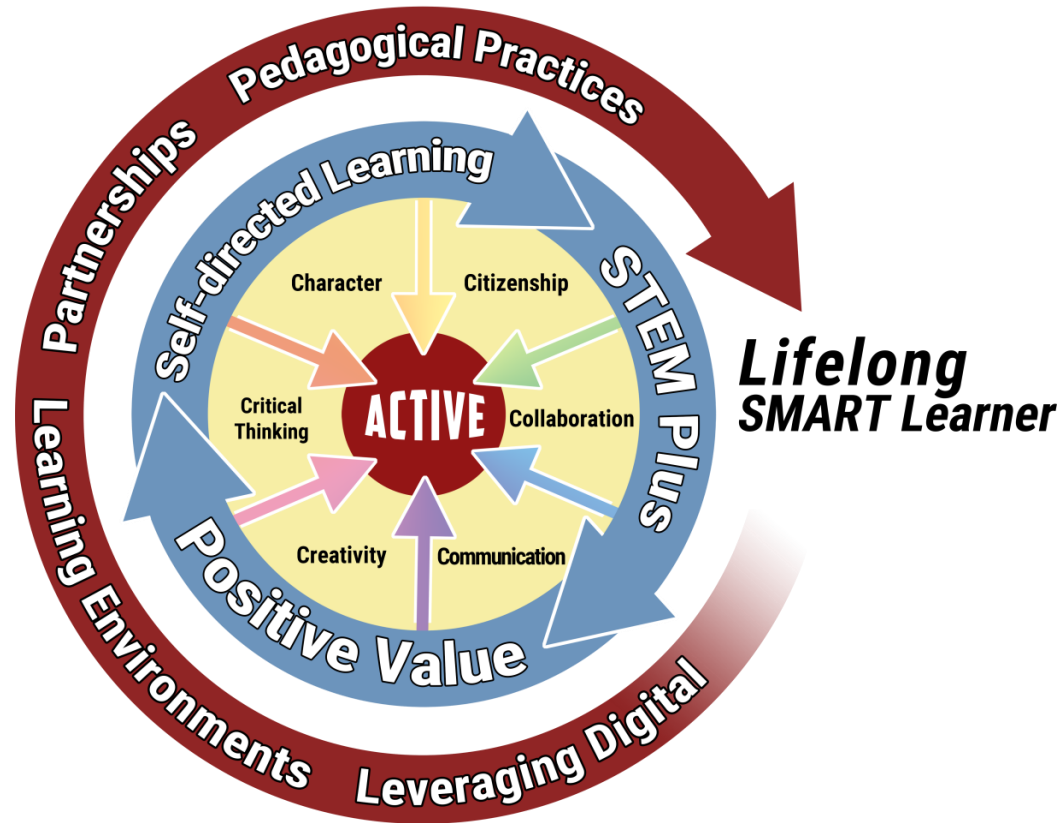 Pedagogical Practices
Partnerships
Learning Environments
Leveraging Digital
Self-directed Learning
STEM Plus
Positive Value
Character
Citizenship
Critical
Thinking
ACTIVE
Collaboration
Creativity
Communication
Lifelong
SMART Learner